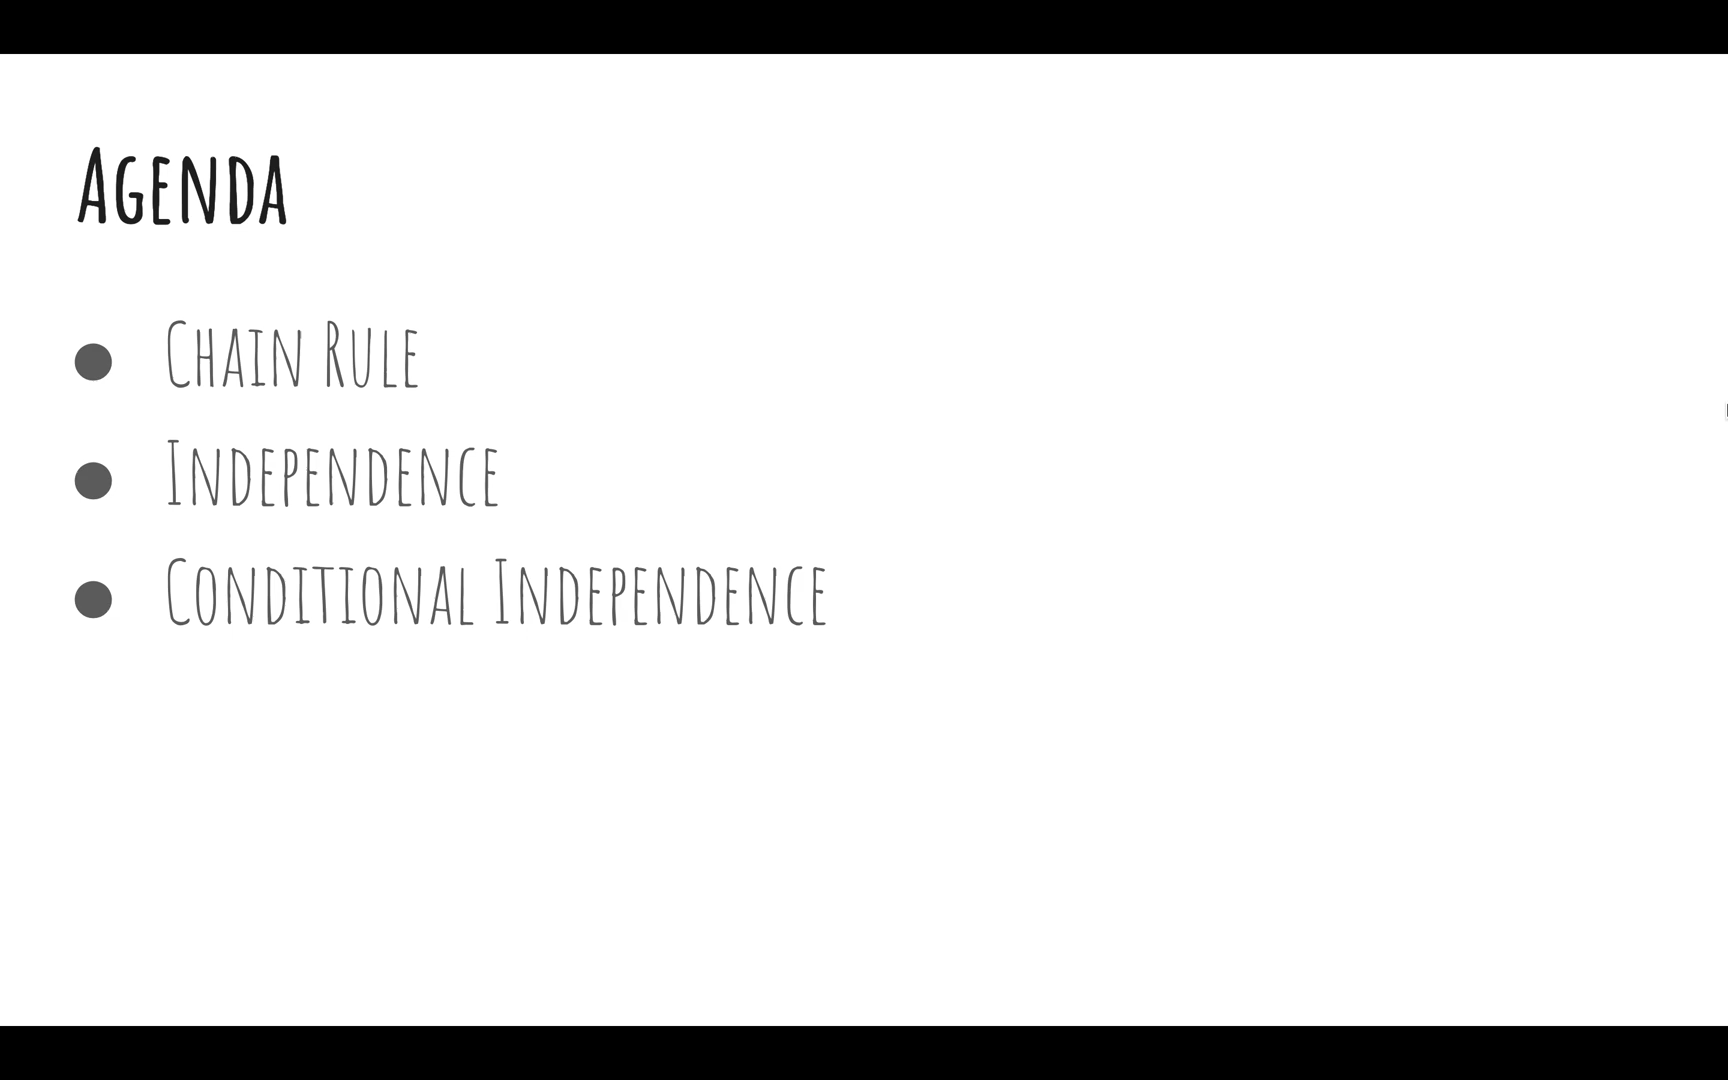 Agenda
● Chain Rule
● Independence
● Conditional Independence